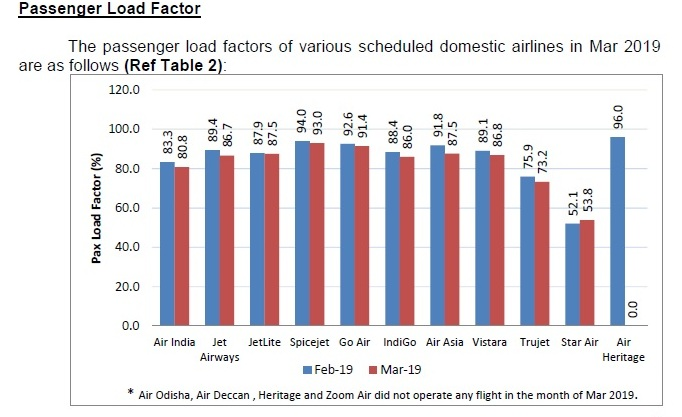 Passenger Load Factor
The passenger load factors of various scheduled domestic airlines in Mar 2019
are as follows (Ref Table 2):
120.0
100.0
80.0
60.0
40.0
20.0
0.0
Pax Load Factor (%)
83.3 80.8 89.4 86.7 87.9 87.5 94.0 93.0 92.6 91.4 88.4 86.0 91.8 87.5 89.1 86.8 75.9 73.2 52.1 53.8 96.0 0.0
Air India Jet JetLite Spicejet Go Air IndiGo Air Asia Vistara Trujet Star Air Air
Airways Heritage
Feb-19 Mar-19
* Air Odisha, Air Deccan , Heritage and Zoom Air did not operate any flight in the month of Mar 2019.